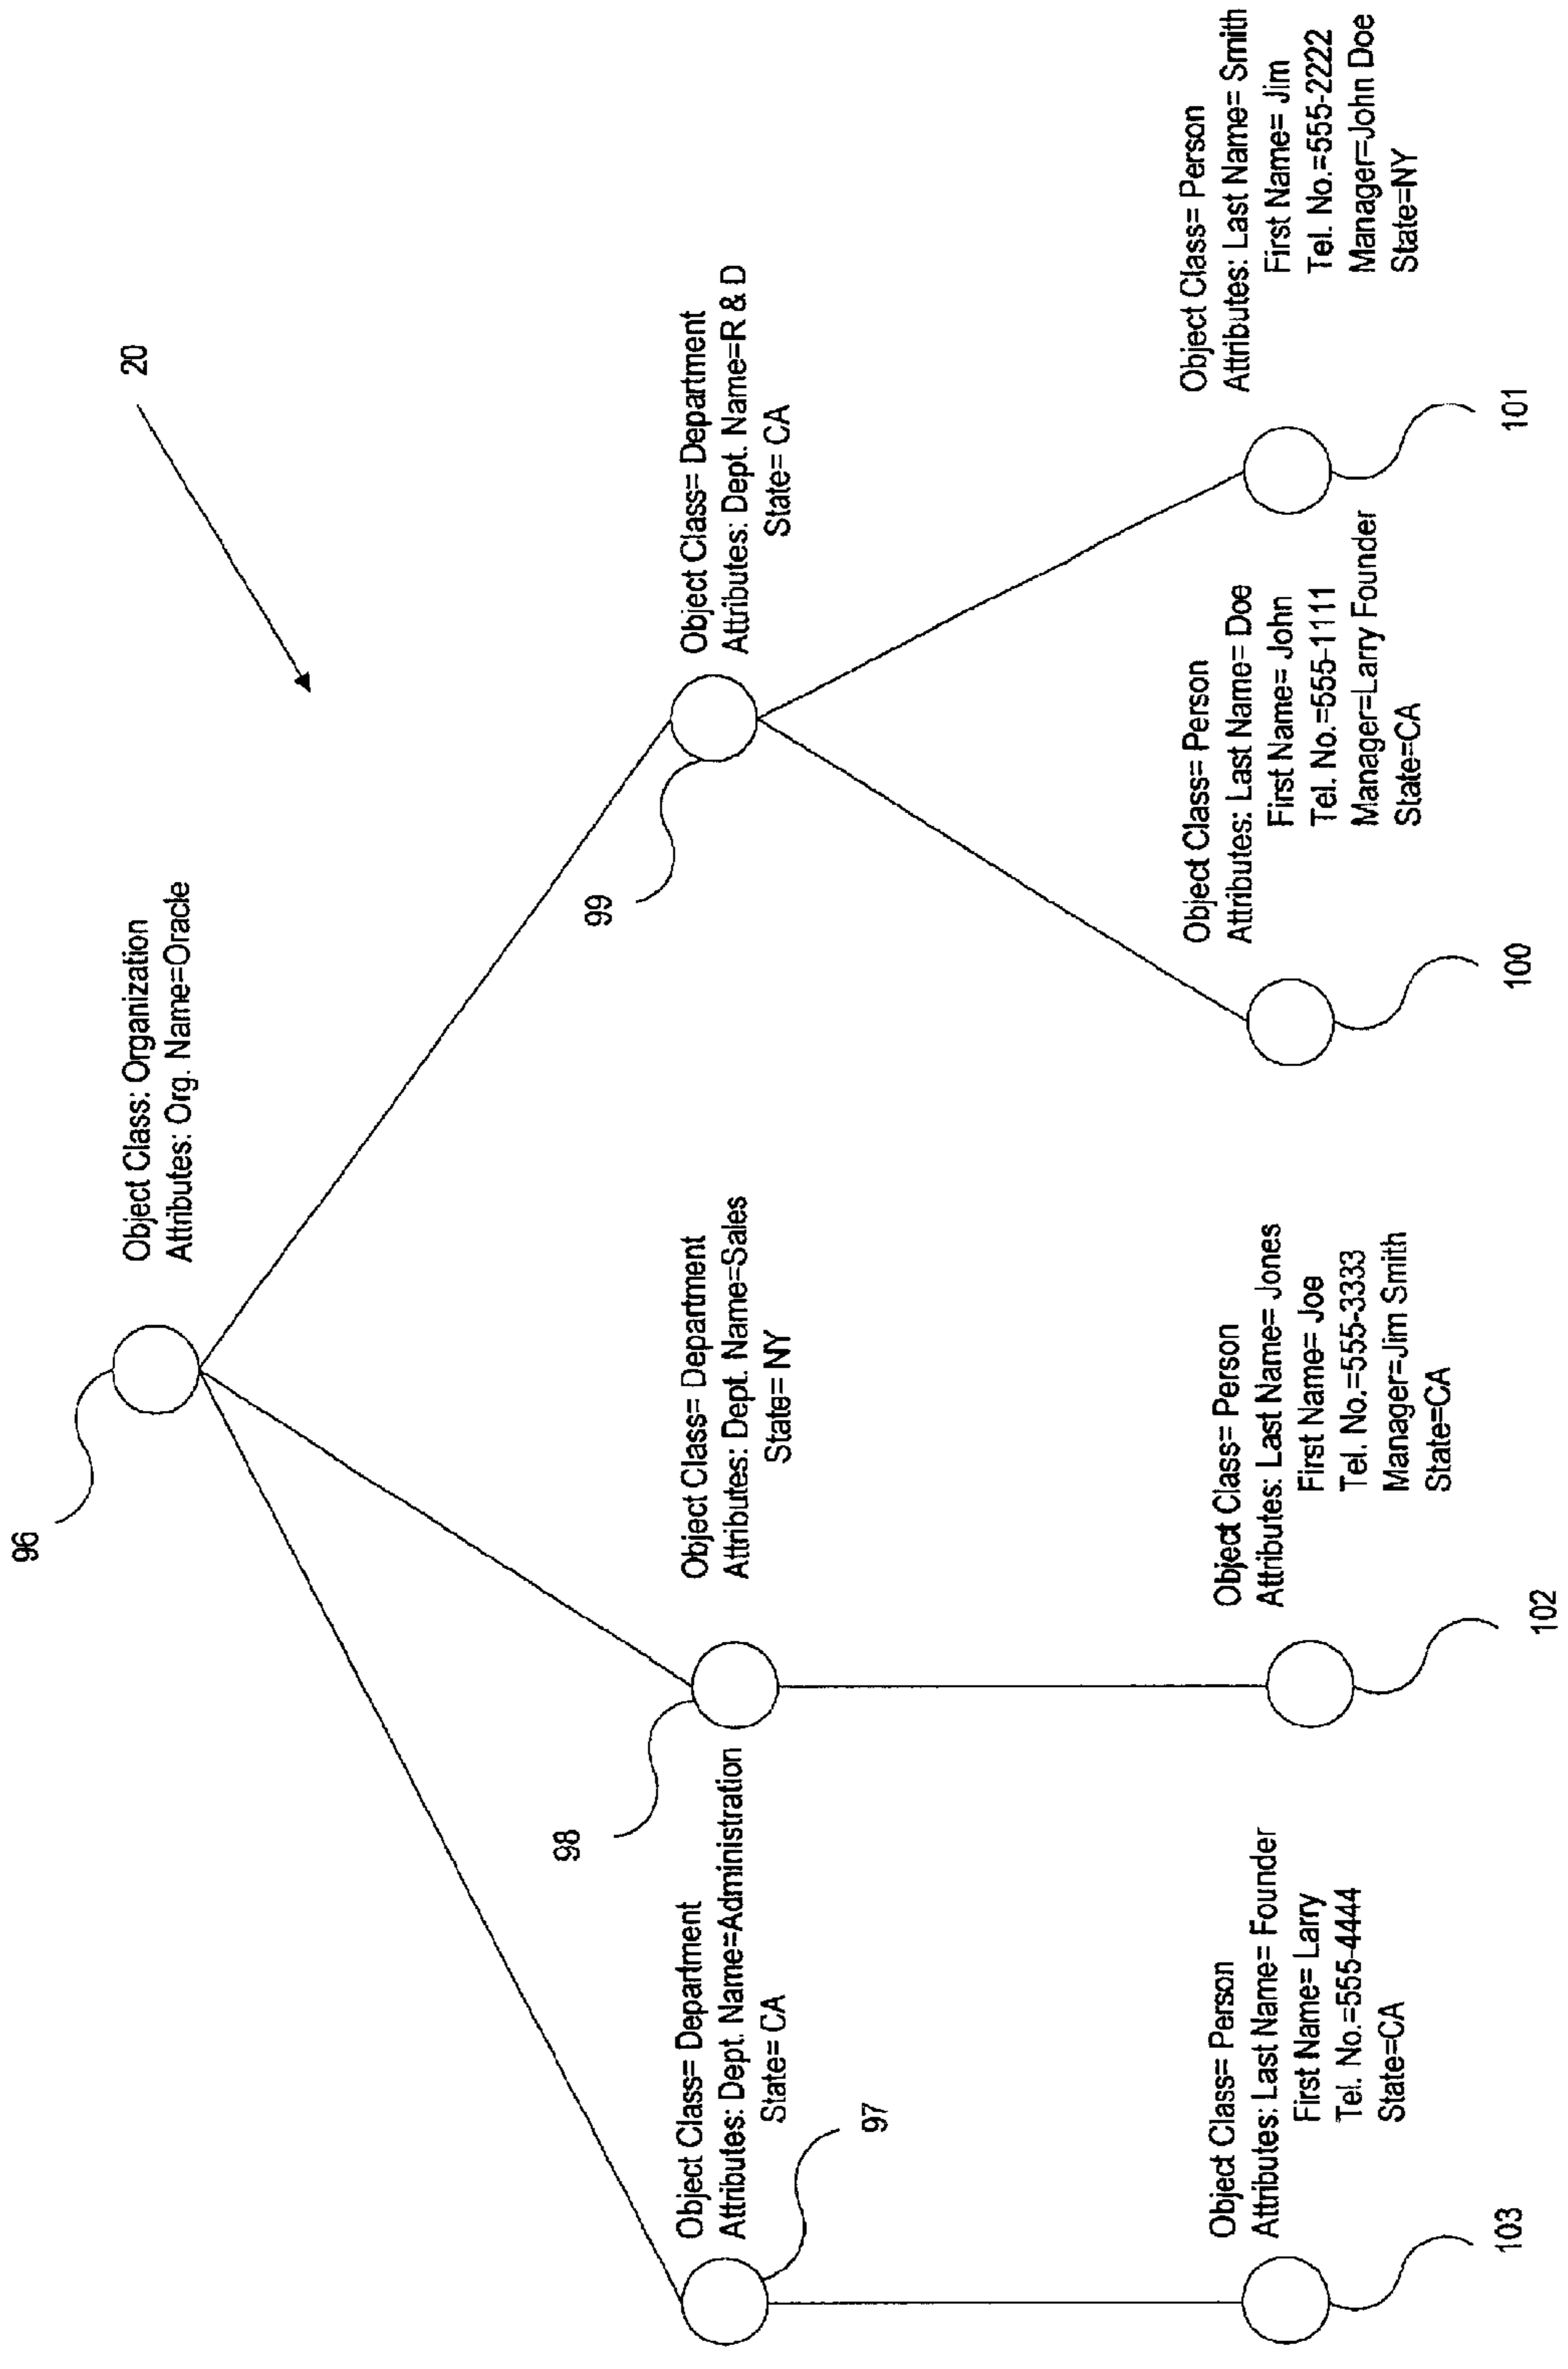 20
96
Object Class: Organization
Attributes: Org. Name=Oracle
Object Class= Department
Attributes: Dept. Name=Administration
State= CA
97
98
Object Class= Department
Attributes: Dept. Name=Sales
State= NY
99
Object Class= Department
Attributes: Dept. Name=R & D
State= CA
Object Class= Person
Attributes: Last Name= Founder
First Name= Larry
Tel. No.=555-4444
State=CA
103
Object Class= Person
Attributes: Last Name= Jones
First Name= Joe
Tel. No.=555-3333
Manager=Jim Smith
State=CA
102
Object Class= Person
Attributes: Last Name= Doe
First Name= John
Tel. No.=555-1111
Manager=Larry Founder
State=CA
100
Object Class= Person
Attributes: Last Name= Smith
First Name= Jim
Tel. No.=555-2222
Manager=John Doe
State=NY
101